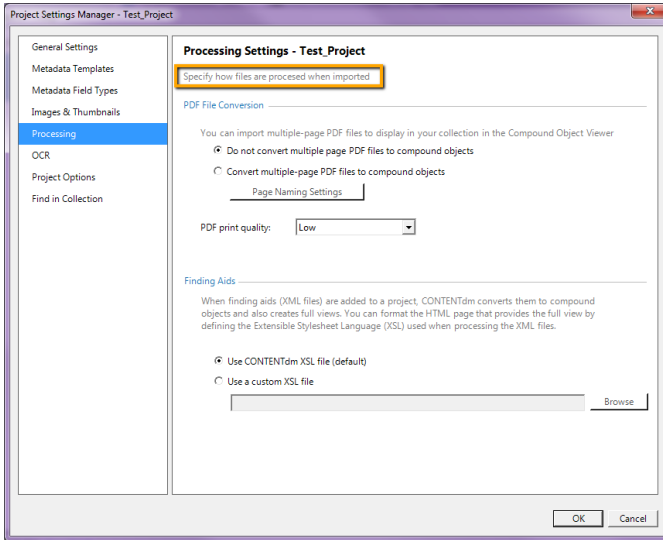 Project Settings Manager - Test_Project
General Settings
Metadata Templates
Metadata Field Types
Images & Thumbnails
Processing
OCR
Project Options
Find in Collection
Processing Settings - Test_Project
Specify how files are procesed when imported
PDF File Conversion
You can import multiple-page PDF files to display in your collection in the Compound Object Viewer
Do not convert multiple page PDF files to compound objects
Convert multiple-page PDF files to compound objects
Page Naming Settings
PDF print quality: Low
Finding Aids
When finding aids (XML files) are added to a project, CONTENTdm converts them to compound
objects and also creates full views. You can format the HTML page that provides the full view by
defining the Extensible Stylesheet Language (XSL) used when processing the XML files.
Use CONTENTdm XSL file (default)
Use a custom XSL file
Browse
OK Cancel